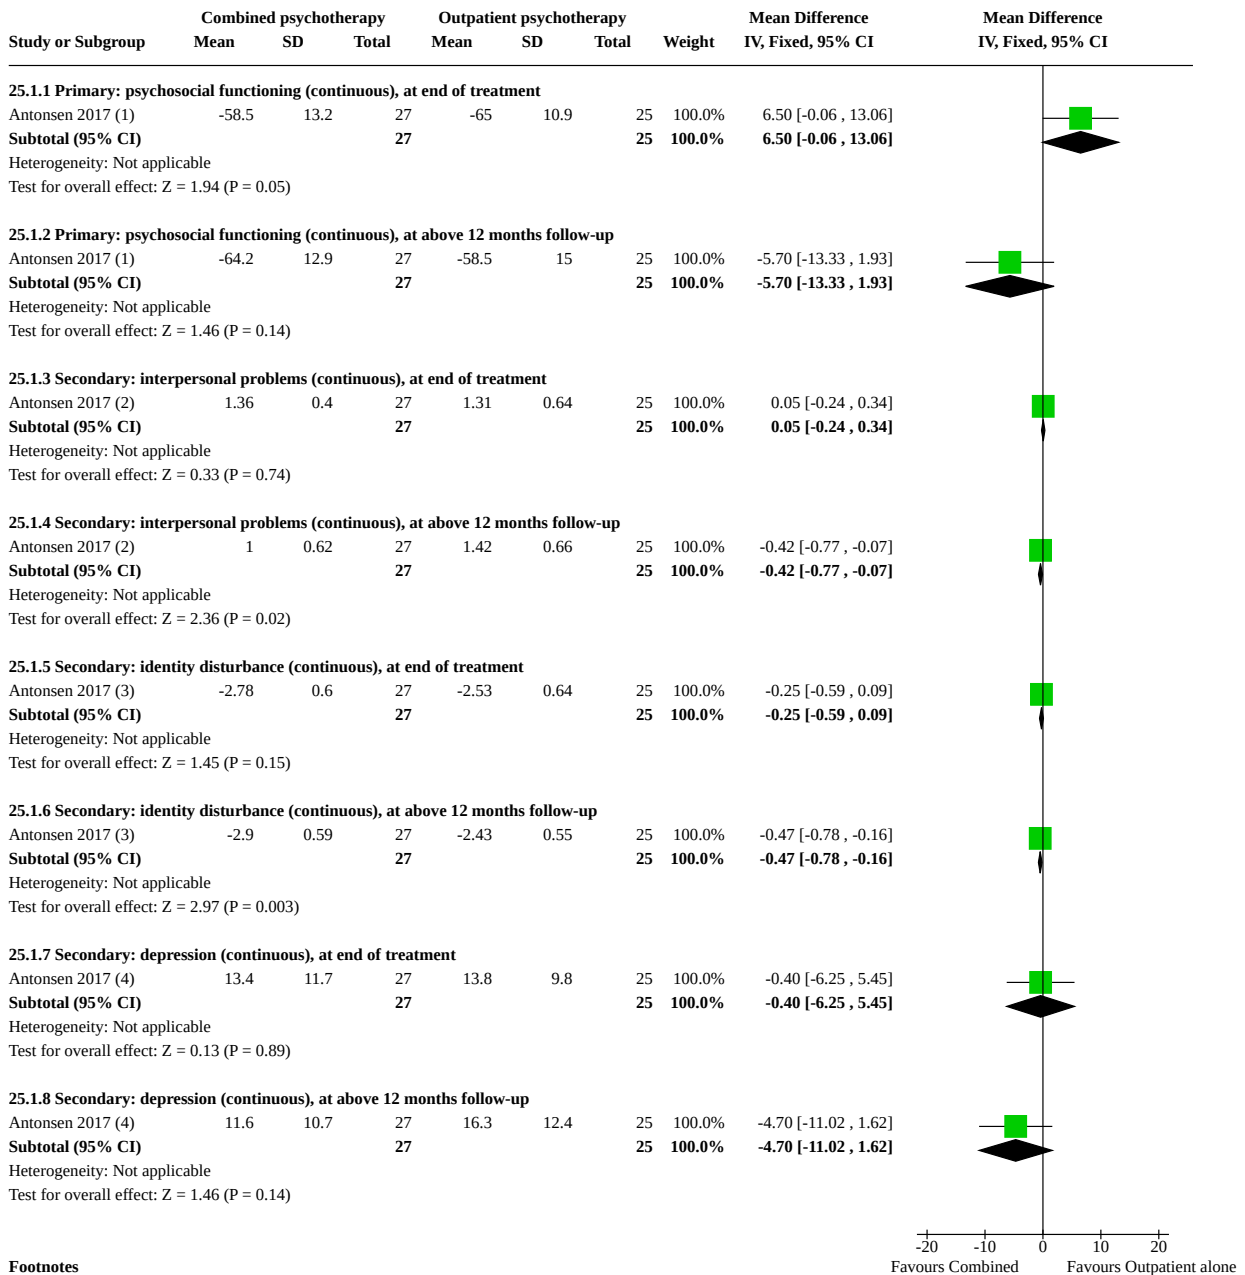 Combined psychotherapy Outpatient psychotherapy Mean Difference Mean Difference
Study or Subgroup Mean SD Total Mean SD Total Weight IV, Fixed, 95% CI IV, Fixed, 95% CI
25.1.1 Primary: psychosocial functioning (continuous), at end of treatment
Antonsen 2017 (1) -58.5 13.2 27 -65 10.9 25 100.0% 6.50 [-0.06 , 13.06]
Subtotal (95% CI) 27 25 100.0% 6.50 [-0.06 , 13.06]
Heterogeneity: Not applicable
Test for overall effect: Z = 1.94 (P = 0.05)
25.1.2 Primary: psychosocial functioning (continuous), at above 12 months follow-up
Antonsen 2017 (1) -64.2 12.9 27 -58.5 15 25 100.0% -5.70 [-13.33 , 1.93]
Subtotal (95% CI) 27 25 100.0% -5.70 [-13.33 , 1.93]
Heterogeneity: Not applicable
Test for overall effect: Z = 1.46 (P = 0.14)
25.1.3 Secondary: interpersonal problems (continuous), at end of treatment
Antonsen 2017 (2) 1.36 0.4 27 1.31 0.64 25 100.0% 0.05 [-0.24 , 0.34]
Subtotal (95% CI) 27 25 100.0% 0.05 [-0.24 , 0.34]
Heterogeneity: Not applicable
Test for overall effect: Z = 0.33 (P = 0.74)
25.1.4 Secondary: interpersonal problems (continuous), at above 12 months follow-up
Antonsen 2017 (2) 1 0.62 27 1.42 0.66 25 100.0% -0.42 [-0.77 , -0.07]
Subtotal (95% CI) 27 25 100.0% -0.42 [-0.77 , -0.07]
Heterogeneity: Not applicable
Test for overall effect: Z = 2.36 (P = 0.02)
25.1.5 Secondary: identity disturbance (continuous), at end of treatment
Antonsen 2017 (3) -2.78 0.6 27 -2.53 0.64 25 100.0% -0.25 [-0.59 , 0.09]
Subtotal (95% CI) 27 25 100.0% -0.25 [-0.59 , 0.09]
Heterogeneity: Not applicable
Test for overall effect: Z = 1.45 (P = 0.15)
25.1.6 Secondary: identity disturbance (continuous), at above 12 months follow-up
Antonsen 2017 (3) -2.9 0.59 27 -2.43 0.55 25 100.0% -0.47 [-0.78 , -0.16]
Subtotal (95% CI) 27 25 100.0% -0.47 [-0.78 , -0.16]
Heterogeneity: Not applicable
Test for overall effect: Z = 2.97 (P = 0.003)
25.1.7 Secondary: depression (continuous), at end of treatment
Antonsen 2017 (4) 13.4 11.7 27 13.8 9.8 25 100.0% -0.40 [-6.25 , 5.45]
Subtotal (95% CI) 27 25 100.0% -0.40 [-6.25 , 5.45]
Heterogeneity: Not applicable
Test for overall effect: Z = 0.13 (P = 0.89)
25.1.8 Secondary: depression (continuous), at above 12 months follow-up
Antonsen 2017 (4) 11.6 10.7 27 16.3 12.4 25 100.0% -4.70 [-11.02 , 1.62]
Subtotal (95% CI) 27 25 100.0% -4.70 [-11.02 , 1.62]
Heterogeneity: Not applicable
Test for overall effect: Z = 1.46 (P = 0.14)
-20 -10 0 10 20
Footnotes Favours Combined Favours Outpatient alone